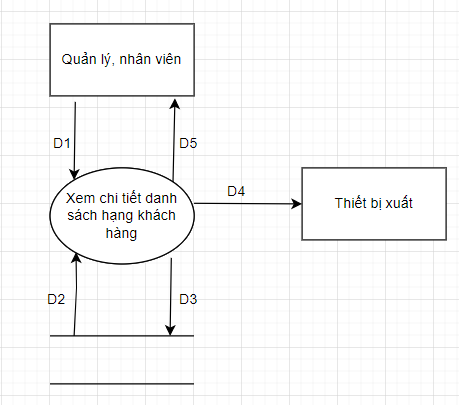 Quản lý, nhân viên
D1
D5
Xem chi tiết danh
sách hạng khách
hàng
D4
Thiết bị xuất
D2
D3